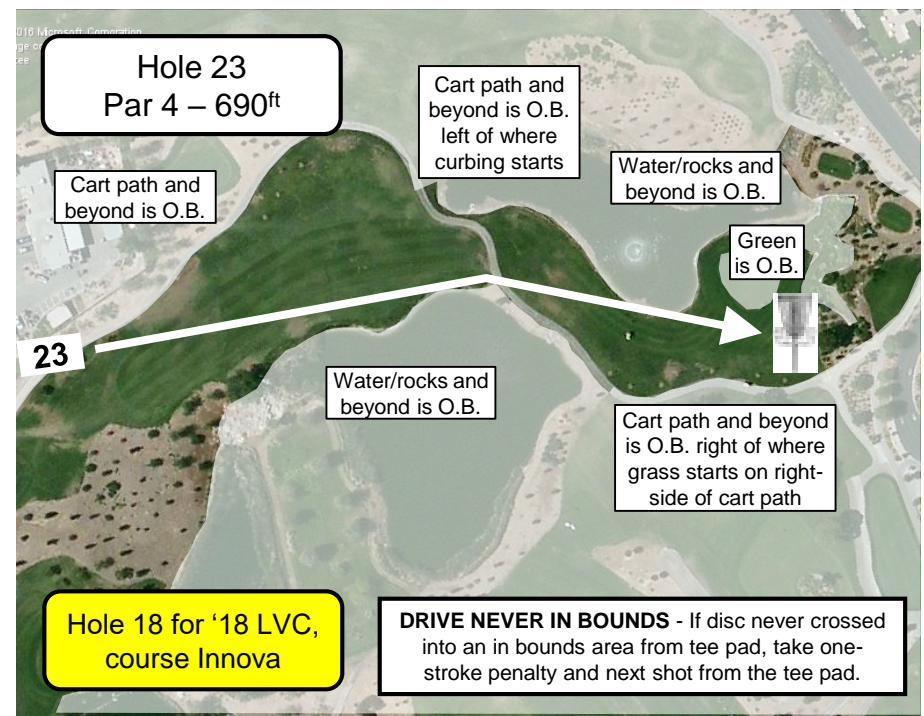 2016 Microsoft Corporation
Hole 23
Par 4 – 690ft
Cart path and
beyond is O.B.
left of where
curbing starts
Cart path and
beyond is O.B.
Water/rocks and
beyond is O.B.
Green
is O.B.
23
Water/rocks and
beyond is O.B.
Cart path and beyond
is O.B. right of where
grass starts on right-
side of cart path
Hole 18 for ‘18 LVC,
course Innova
DRIVE NEVER IN BOUNDS - If disc never crossed
into an in bounds area from tee pad, take one-
stroke penalty and next shot from the tee pad.